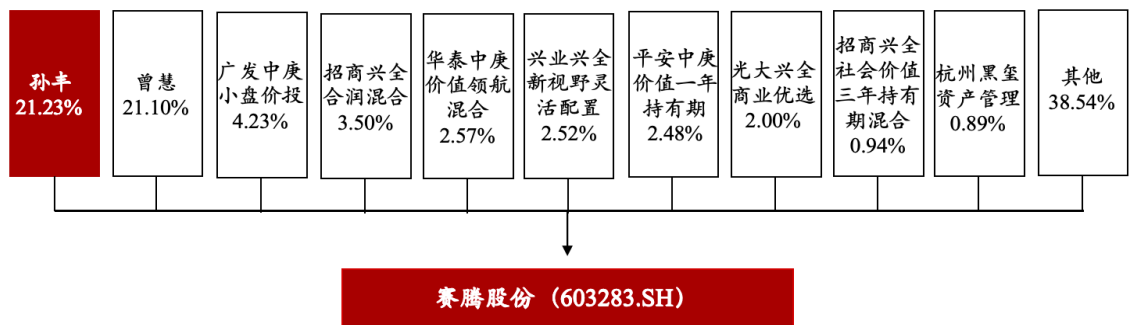 孙丰
21.23%
曾慧
21.10%
广发中庚
小盘价投
4.23%
招商兴全
合润混合
3.50%
华泰中庚
价值领航
混合
2.57%
兴业兴全
新视野灵
活配置
2.52%
平安中庚
价值一年
持有期
2.48%
光大兴全
商业优选
2.00%
招商兴全
社会价值
三年持有
期混合
0.94%
杭州黑玺
资产管理
0.89%
其他
38.54%
赛腾股份（603283.SH）